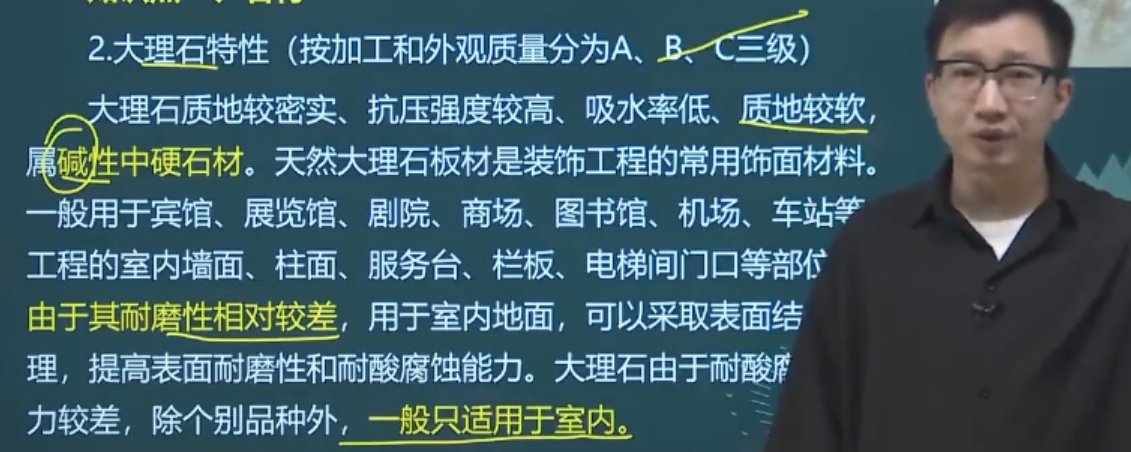 2.大理石特性（按加工和外观质量分为A、B、C三级）
大理石质地较密实、抗压强度较高、吸水率低、质地较软，
属碱性中硬石材。天然大理石板材是装饰工程的常用饰面材料。
一般用于宾馆、展览馆、剧院、商场、图书馆、机场、车站等
工程的室内墙面、柱面、服务台、栏板、电梯间门口等部位
由于其耐磨性相对较差，用于室内地面，可以采取表面结
理，提高表面耐磨性和耐酸腐蚀能力。大理石由于耐酸腐
力较差，除个别品种外，一般只适用于室内。